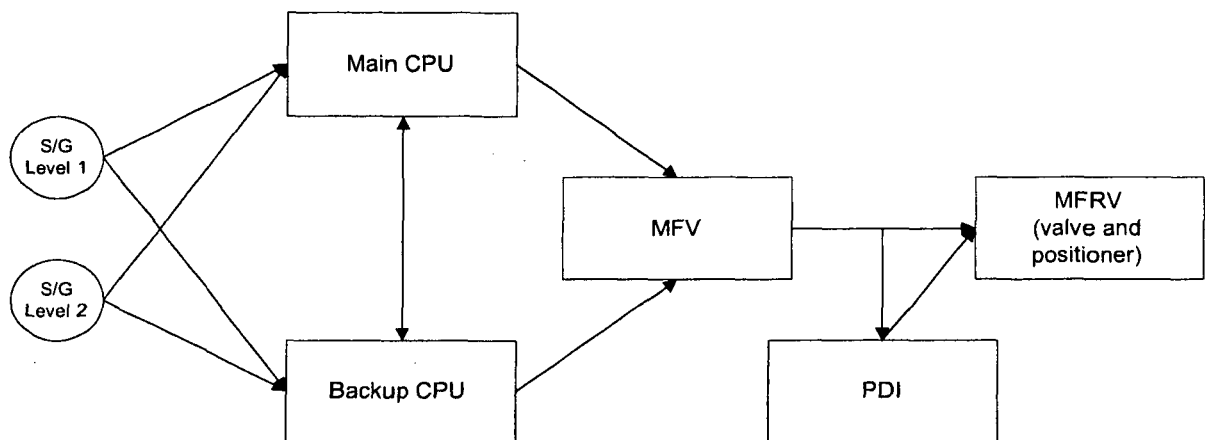 Main CPU
S/G
Level 1
MFV
MFRV
(valve and
positioner)
S/G
Level 2
Backup CPU
PDI